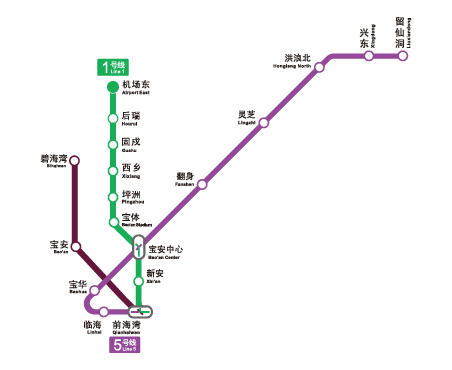 留仙洞
Liuxiandong
兴东
Xingdong
洪浪北
Honglang North
1号线
Line 1
机场东
Airport East
后瑞
Hourui
灵芝
Lingzhi
固戍
Gushu
碧海湾
Bihaiwan
西乡
Xixiang
翻身
Fanshen
坪洲
Pingzhou
宝体
宝安
Bao'an
宝安中心
Bao'an Center
新安
Xin'an
宝华
Baohua
临海
Linhai
前海湾
Qianhaiwan
5号线
Line 5